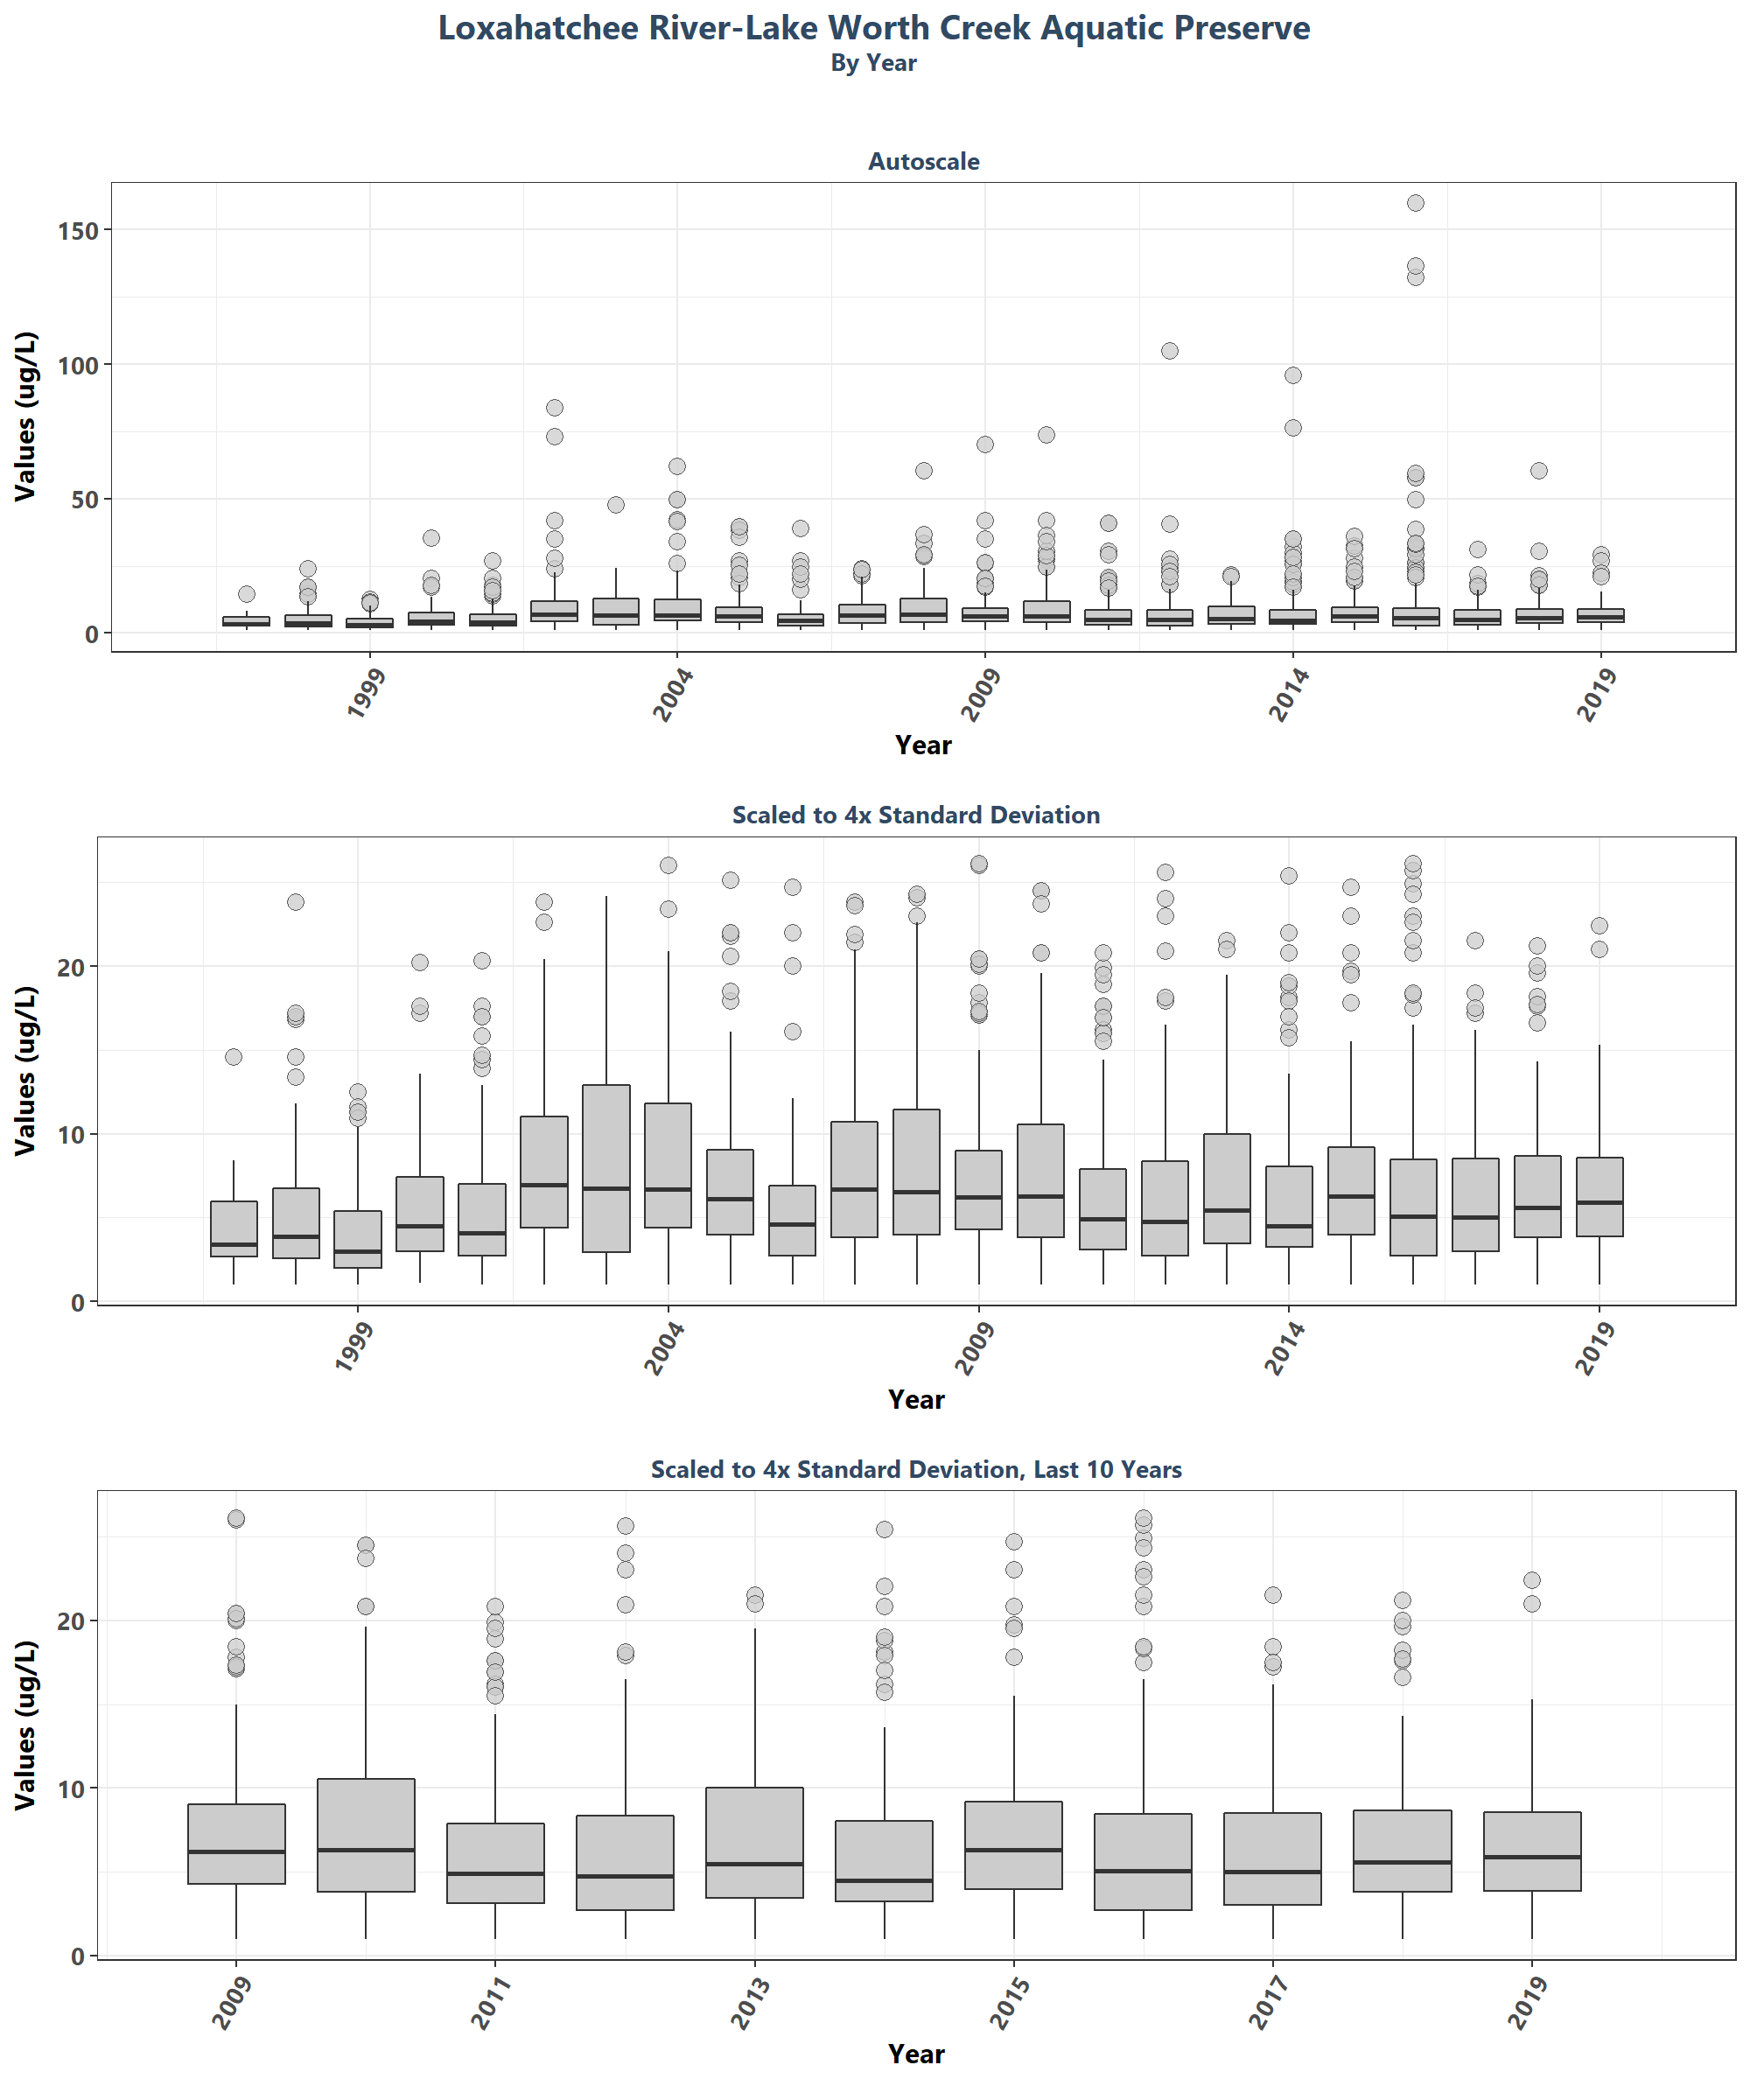 Loxahatchee River-Lake Worth Creek Aquatic Preserve
By Year
Autoscale
Values (ug/L)
150
100
50
0
1999
2004
2009
2014
2019
Year
Scaled to 4x Standard Deviation
Values (ug/L)
20
10
0
1999
2004
2009
2014
2019
Year
Scaled to 4x Standard Deviation, Last 10 Years
Values (ug/L)
20
10
0
2009
2011
2013
2015
2017
2019
Year